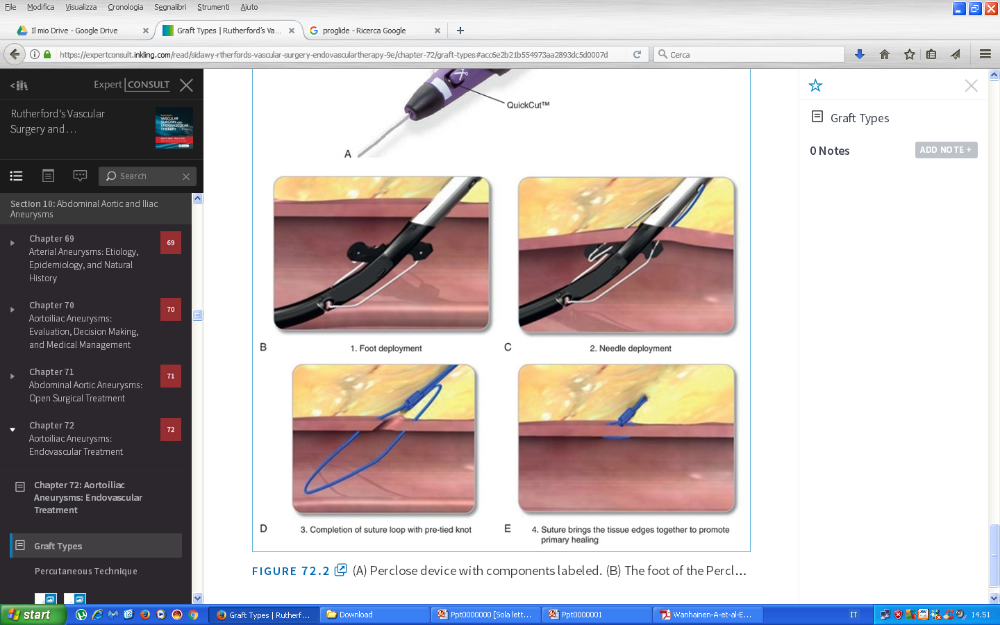 File Modifica Visualizza Cronologia Segnalibri Strumenti Aiuto
Il mio Drive - Google Drive
Graft Types | Rutherford's Va...
proglide - Ricerca Google
https://expertconsult.inkling.com/read/sidawy-rtherfords-vascular-surgery-endovasculartherapy-9e/chapter-72/graft-types#acc6e2b21b554973aa2893dc5d0007d
Cerca
Expert CONSULT
Rutherford's Vascular
Surgery and...
Search
Section 10: Abdominal Aortic and Iliac
Aneurysms
Chapter 69
69
Arterial Aneurysms: Etiology,
Epidemiology, and Natural
History
Chapter 70
70
Aortoiliac Aneurysms:
Evaluation, Decision Making,
and Medical Management
Chapter 71
71
Abdominal Aortic Aneurysms:
Open Surgical Treatment
Chapter 72
72
Aortoiliac Aneurysms:
Endovascular Treatment
Chapter 72: Aortoiliac
Aneurysms: Endovascular
Treatment
Graft Types
Percutaneous Technique
QuickCut™
A
B
1. Foot deployment
C
2. Needle deployment
D
3. Completion of suture loop with pre-tied knot
E
4. Suture brings the tissue edges together to promote
primary healing
FIGURE 72.2 (A) Perclose device with components labeled. (B) The foot of the Percl...
Graft Types
0 Notes
ADD NOTE +
start
Graft Types | Rutherf...
Download
Ppt0000000 [Sola lett...
Ppt0000001
Wanhainen-A-et-al-E...
IT
14.51